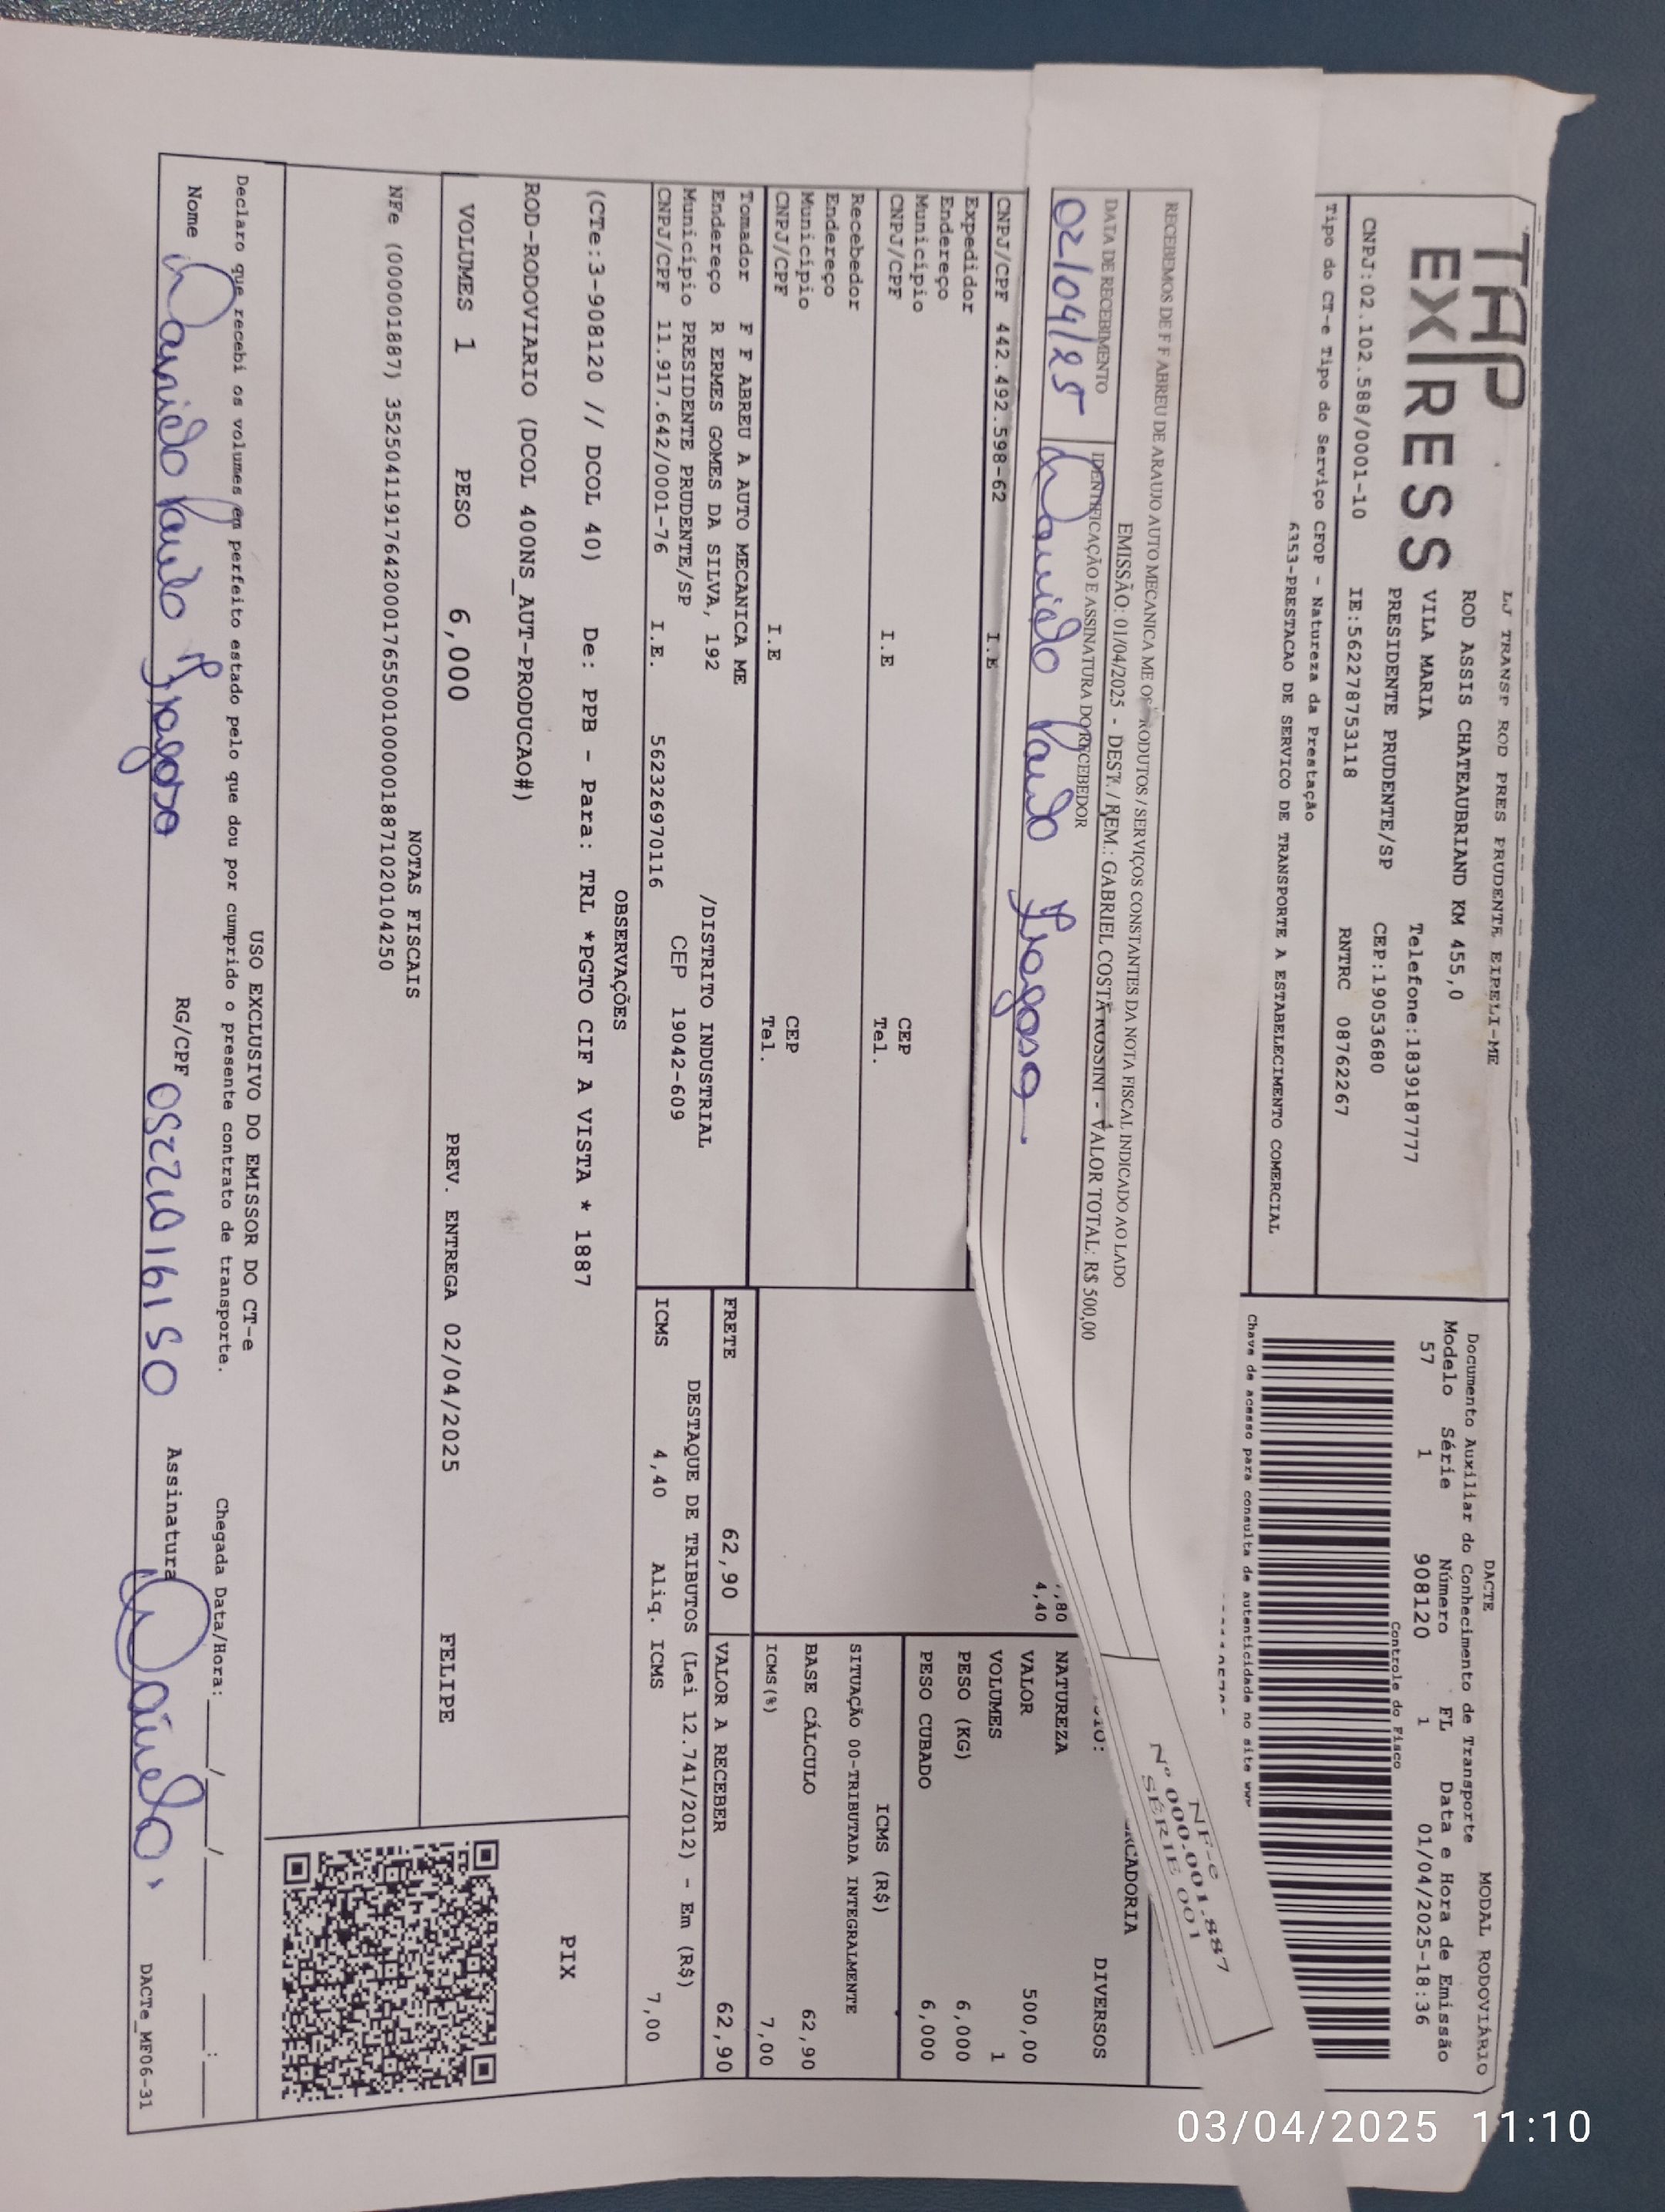 TAP
EXPRESS
LJ TRANSP ROD PRES PRUDENTE EIRELI-ME
ROD ASSIS CHATEAUBRIAND KM 455,0
VILA MARIA
Telefone:1839187777
PRESIDENTE PRUDENTE/SP
CEP:19053680
CNPJ:02.102.588/0001-10
IE:562278753118
RNTRC 08762267
Tipo do CT-e Tipo do Serviço CFOP - Natureza da Prestação
6353-PRESTACAO DE SERVICO DE TRANSPORTE A ESTABELECIMENTO COMERCIAL
DACTE
MODAL RODOVIÁRIO
Documento Auxiliar do Conhecimento de Transporte
Modelo Série Número FL Data e Hora de Emissão
57 1 908120 1 01/04/2025-18:36
Controle do Fisco
Chave de acesso para consulta de autenticidade no site www
RECEBEMOS DE F F ABREU DE ARAUJO AUTO MECANICA ME OS PRODUTOS / SERVIÇOS CONSTANTES DA NOTA FISCAL INDICADO AO LADO
EMISSÃO: 01/04/2025 - DEST. / REM.: GABRIEL COSTA ROSSINI - VALOR TOTAL: R$ 500,00
DATA DE RECEBIMENTO
IDENTIFICAÇÃO E ASSINATURA DO RECEBEDOR
02/04/25
Danielo Paulo Fragoso
NF-e
Nº 000.001.887
SÉRIE 001
CNPJ/CPF 442.492.598-62 I.E
Expedidor
Endereço
Município
CEP
CNPJ/CPF I.E Tel.
Recebedor
Endereço
Município
CEP
CNPJ/CPF I.E Tel.
Tomador F F ABREU A AUTO MECANICA ME
Endereço R ERMES GOMES DA SILVA, 192 /DISTRITO INDUSTRIAL
Município PRESIDENTE PRUDENTE/SP CEP 19042-609
CNPJ/CPF 11.917.642/0001-76 I.E. 562326970116
,80
4,40
DIVERSOS
NATUREZA
VALOR 500,00
VOLUMES 1
PESO (KG) 6,000
PESO CUBADO 6,000
ICMS (R$)
SITUAÇÃO 00-TRIBUTADA INTEGRALMENTE
BASE CÁLCULO 62,90
ICMS(%) 7,00
FRETE 62,90
VALOR A RECEBER 62,90
DESTAQUE DE TRIBUTOS (Lei 12.741/2012) - Em (R$)
ICMS 4,40 Aliq. ICMS 7,00
OBSERVAÇÕES
(CTe:3-908120 // DCOL 40) De: PPB - Para: TRL *PGTO CIF A VISTA * 1887
ROD-RODOVIARIO (DCOL 400NS_AUT-PRODUCAO#)
PIX
VOLUMES 1 PESO 6,000 PREV. ENTREGA 02/04/2025 FELIPE
NOTAS FISCAIS
NFe (000001887) 35250411917642000176550010000018871020104250
USO EXCLUSIVO DO EMISSOR DO CT-e
Declaro que recebi os volumes em perfeito estado pelo que dou por cumprido o presente contrato de transporte.
Chegada Data/Hora:___/___/___ ___:___
Nome Danielo Paulo Fragoso RG/CPF Assinatura Danielo
DACTe_MF06-31
03/04/2025 11:10